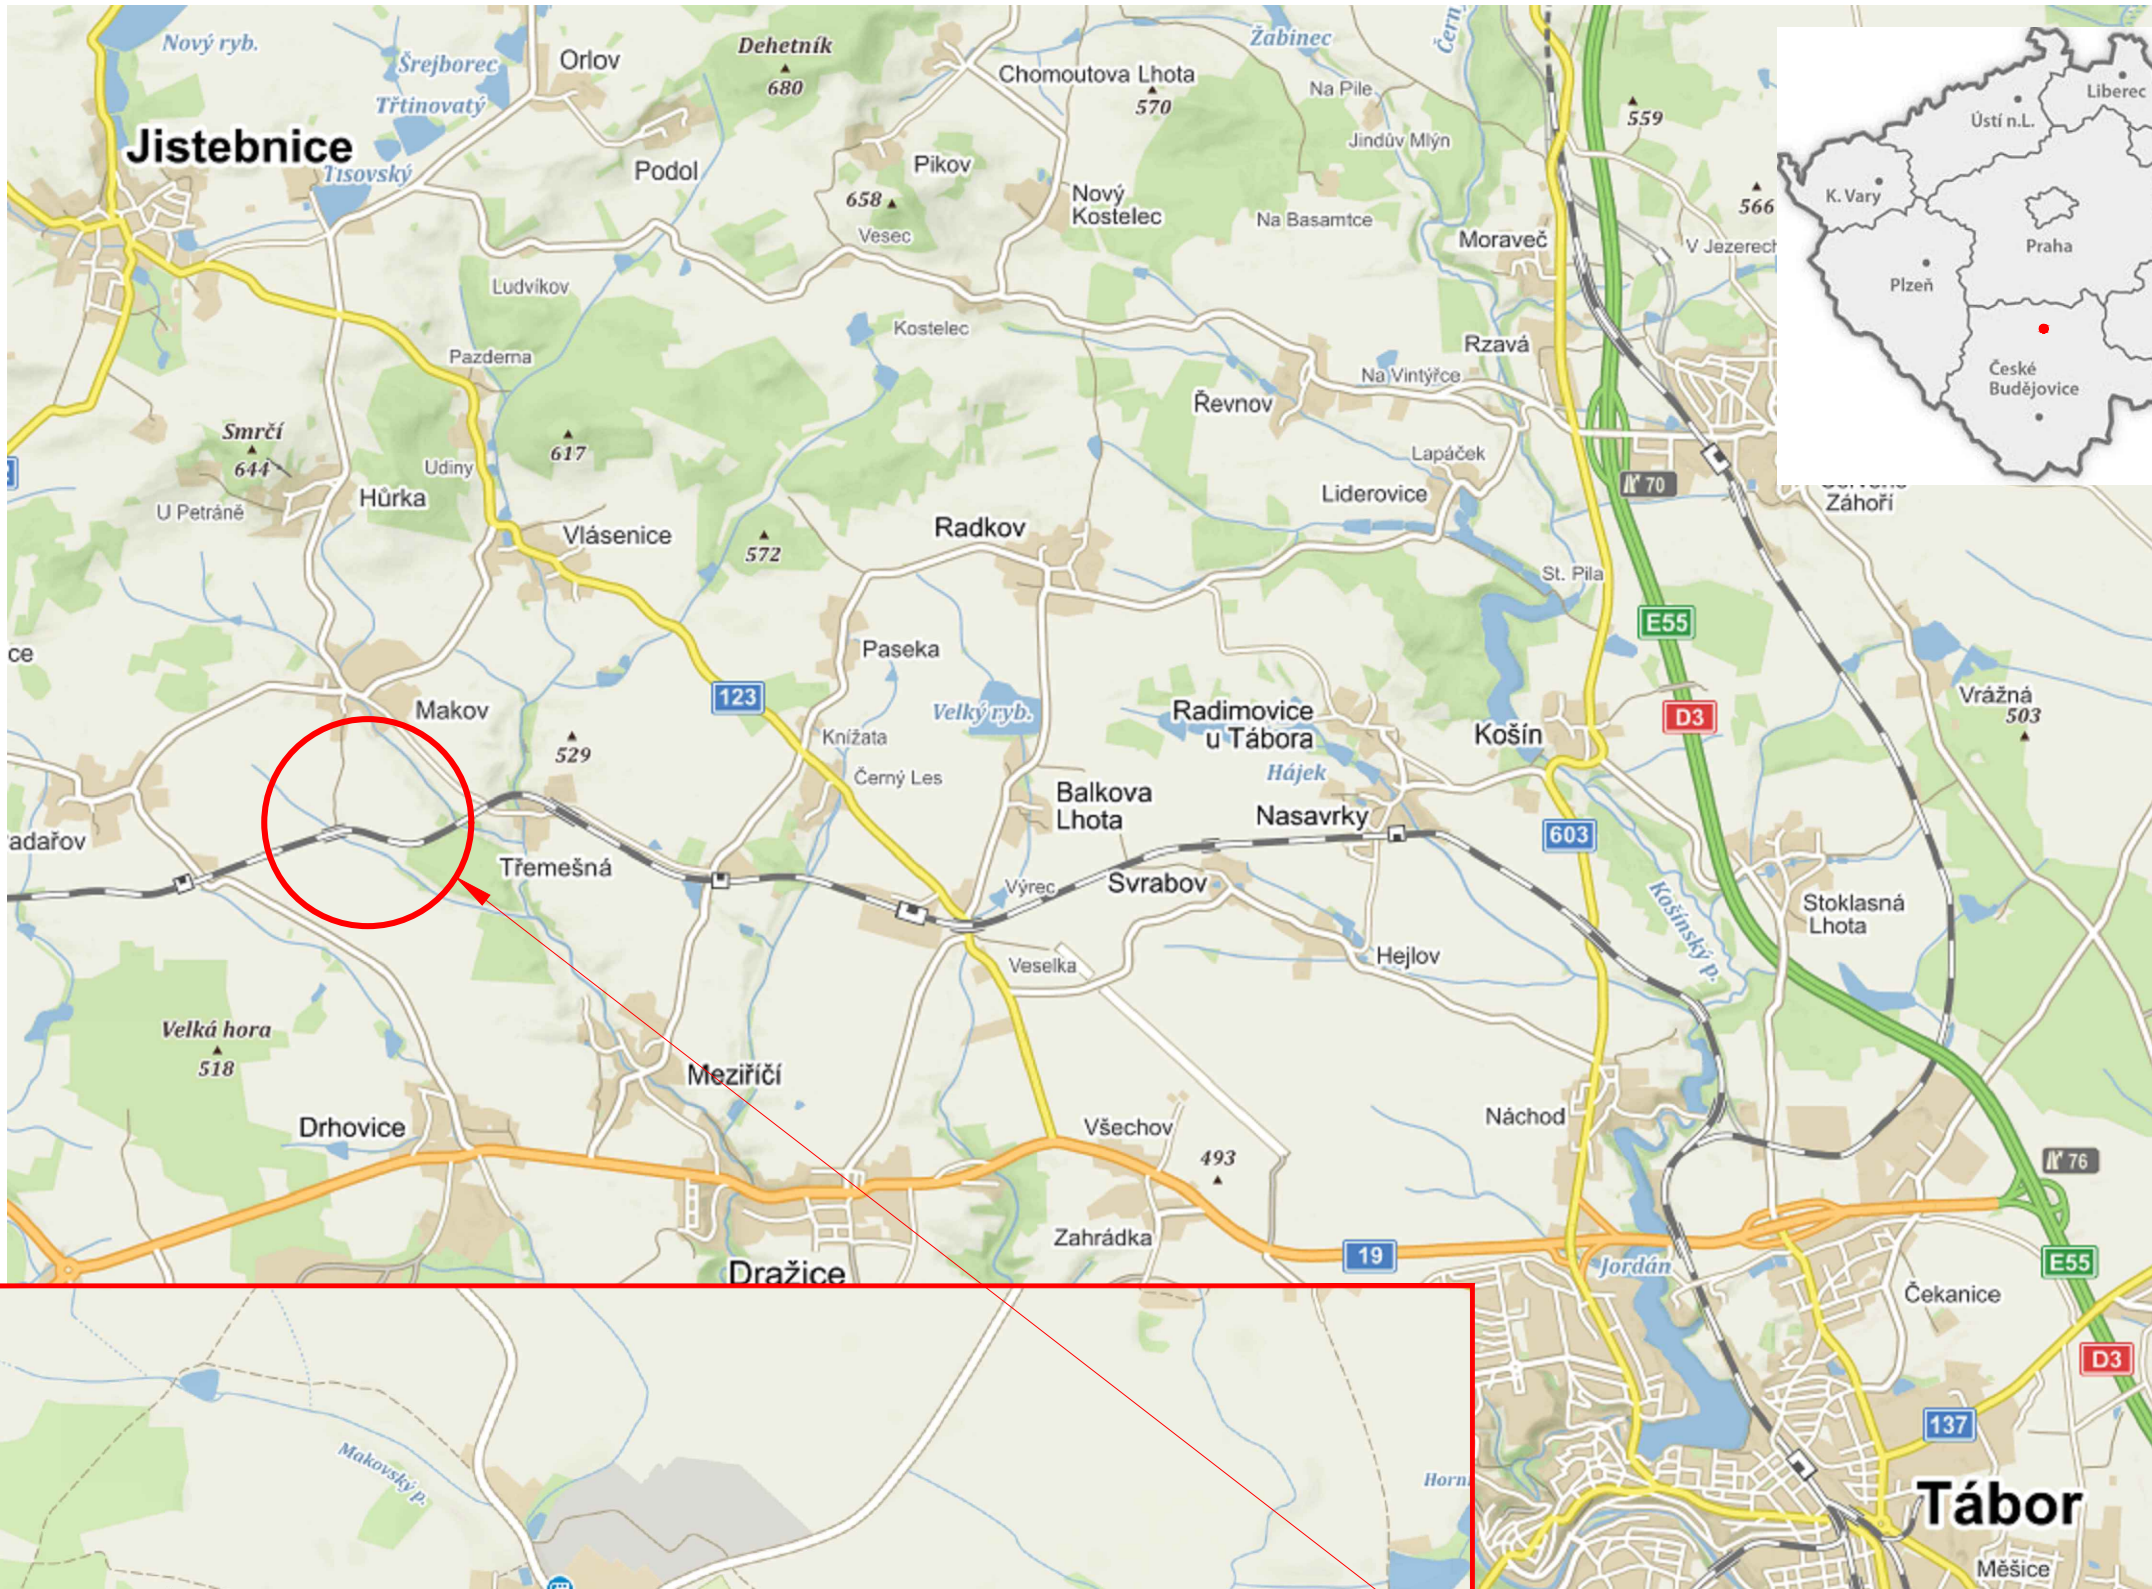 Nový ryb.
Šrejborec
Třtinovatý
Orlov
Dehetník
680
Chomoutova Lhota
570
Žabinec
Na Pile
Jindův Mlýn
559
Liberec
Ústí n.L.
K. Vary
Praha
Plzeň
České
Budějovice
Jistebnice
Tisovský
Podol
Pikov
658
Vesec
Nový
Kostelec
Na Basamtce
Moraveč
566
V Jezerech
Ludvíkov
Kostelec
Pazderna
Rzavá
Na Vintýřce
Řevnov
Smrčí
644
617
Udiny
Hůrka
U Petráně
Lapáček
Liderovice
70
Záhoří
Vlásenice
572
Radkov
St. Pila
E55
Paseka
123
Makov
Velký ryb.
Radimovice
u Tábora
Hájek
Košín
D3
Vrážná
503
529
Knížata
Černý Les
Balkova
Lhota
Nasavrky
603
Třemešná
Výrec
Svrabov
Košínský p.
Stoklasná
Lhota
Veselka
Hejlov
Velká hora
518
Meziříčí
Drhovice
Všechov
493
Náchod
76
Zahrádka
19
Jordán
E55
Dražice
Čekanice
D3
Makovský p.
137
Tábor
Měšice